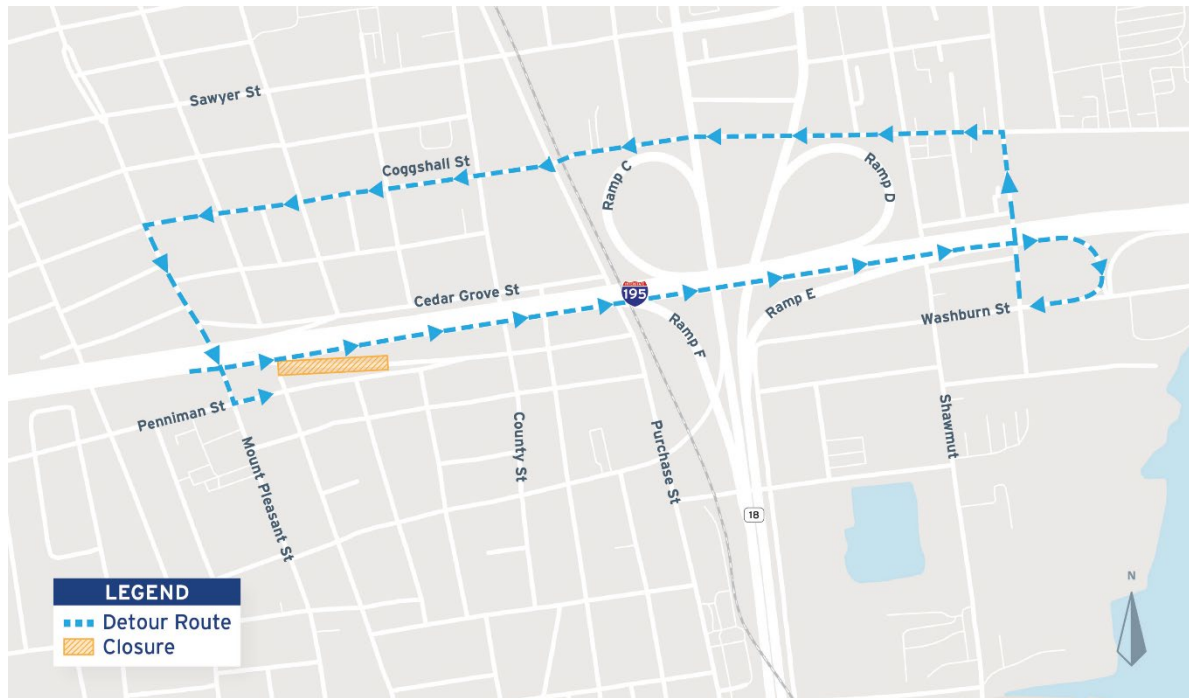 Sawyer St
Coggshall St
Ramp C
Ramp D
Cedar Grove St
INTERSTATE
195
Ramp E
Ramp F
Washburn St
Penniman St
Mount Pleasant St
County St
Purchase St
Shawmut
18
N
LEGEND
Detour Route
Closure